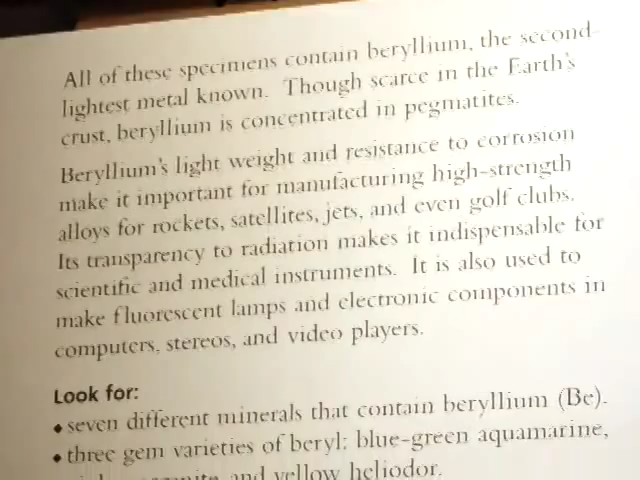 All of these specimens contain beryllium, the second-
lightest metal known. Though scarce in the Earth's
crust, beryllium is concentrated in pegmatites.
Beryllium's light weight and resistance to corrosion
make it important for manufacturing high-strength
alloys for rockets, satellites, jets, and even golf clubs.
Its transparency to radiation makes it indispensable for
scientific and medical instruments. It is also used to
make fluorescent lamps and electronic components in
computers, stereos, and video players.
Look for:
• seven different minerals that contain beryllium (Be).
• three gem varieties of beryl: blue-green aquamarine,
and yellow heliodor.